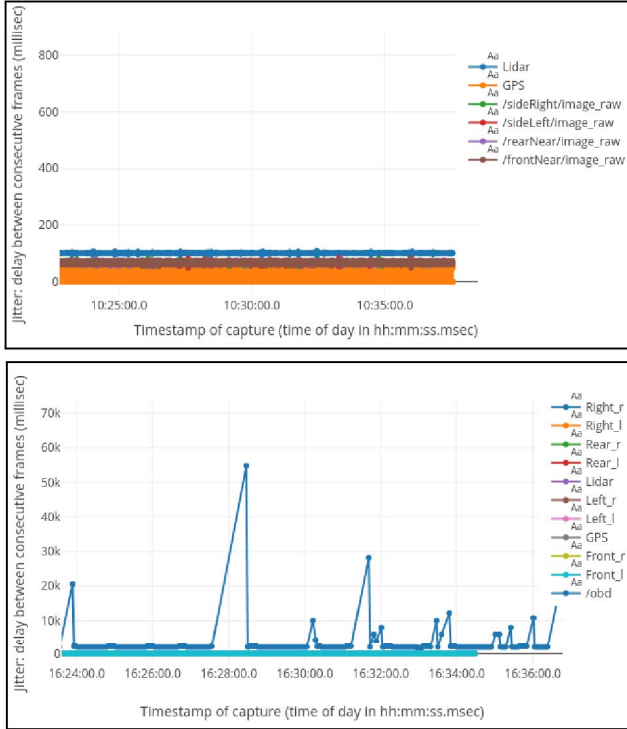 Jitter: delay between consecutive frames (millisec)
800
600
400
200
0
10:25:00.0 10:30:00.0 10:35:00.0
Timestamp of capture (time of day in hh:mm:ss.msec)
Aa
Lidar
Aa
GPS
Aa
/sideRight/image_raw
Aa
/sideLeft/image_raw
Aa
/rearNear/image_raw
Aa
/frontNear/image_raw
Jitter: delay between consecutive frames (millisec)
70k
60k
50k
40k
30k
20k
10k
0
16:24:00.0 16:26:00.0 16:28:00.0 16:30:00.0 16:32:00.0 16:34:00.0 16:36:00.0
Timestamp of capture (time of day in hh:mm:ss.msec)
Aa
Right_r
Aa
Right_l
Aa
Rear_r
Aa
Rear_l
Aa
Lidar
Aa
Left_r
Aa
Left_l
Aa
GPS
Aa
Front_r
Aa
Front_l
Aa
/obd